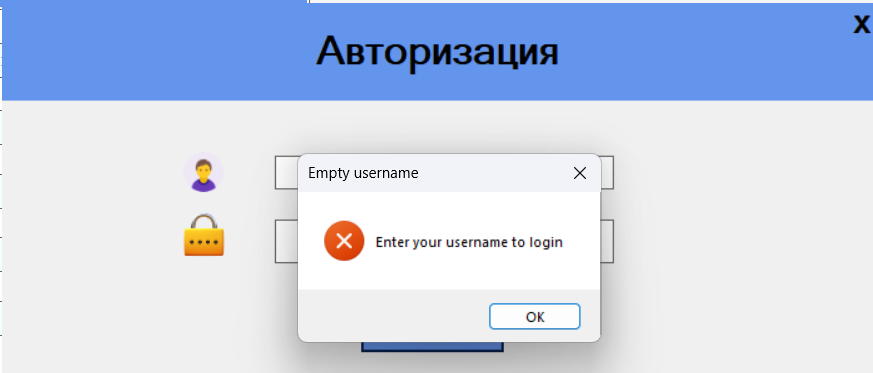 X
Авторизация
Empty username
Enter your username to login
OK